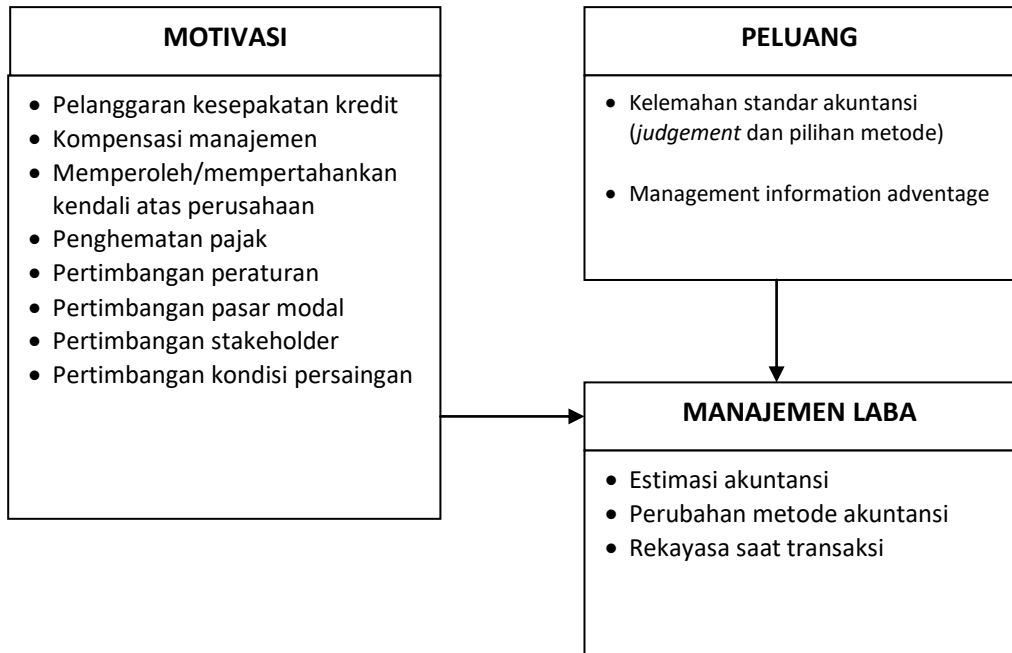 MOTIVASI
• Pelanggaran kesepakatan kredit
• Kompensasi manajemen
• Memperoleh/mempertahankan
kendali atas perusahaan
• Penghematan pajak
• Pertimbangan peraturan
• Pertimbangan pasar modal
• Pertimbangan stakeholder
• Pertimbangan kondisi persaingan
PELUANG
• Kelemahan standar akuntansi
(judgement dan pilihan metode)
• Management information adventage
MANAJEMEN LABA
• Estimasi akuntansi
• Perubahan metode akuntansi
• Rekayasa saat transaksi